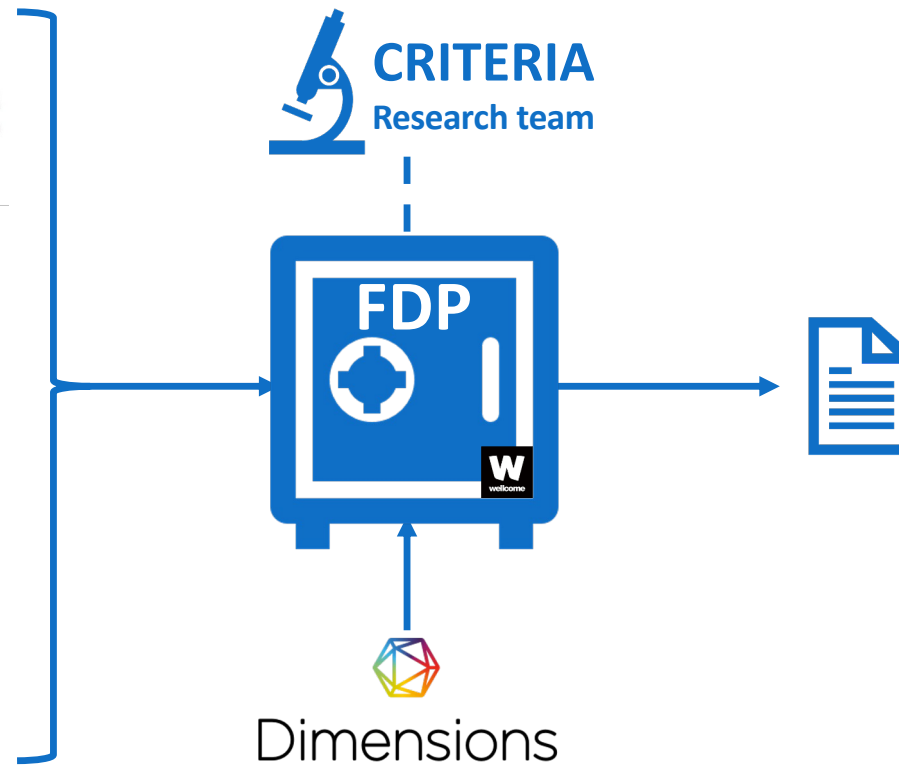 CRITERIA
Research team
FDP
W
wellcome
Dimensions